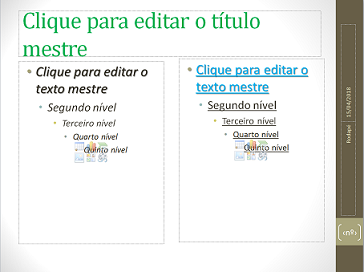 Clique para editar o título
mestre
• Clique para editar o
texto mestre
• Segundo nível
• Terceiro nível
• Quarto nível
Quinto nível
• Clique para editar o
texto mestre
• Segundo nível
• Terceiro nível
• Quarto nível
Quinto nível
15/04/2018
Rodapé
‹nº›